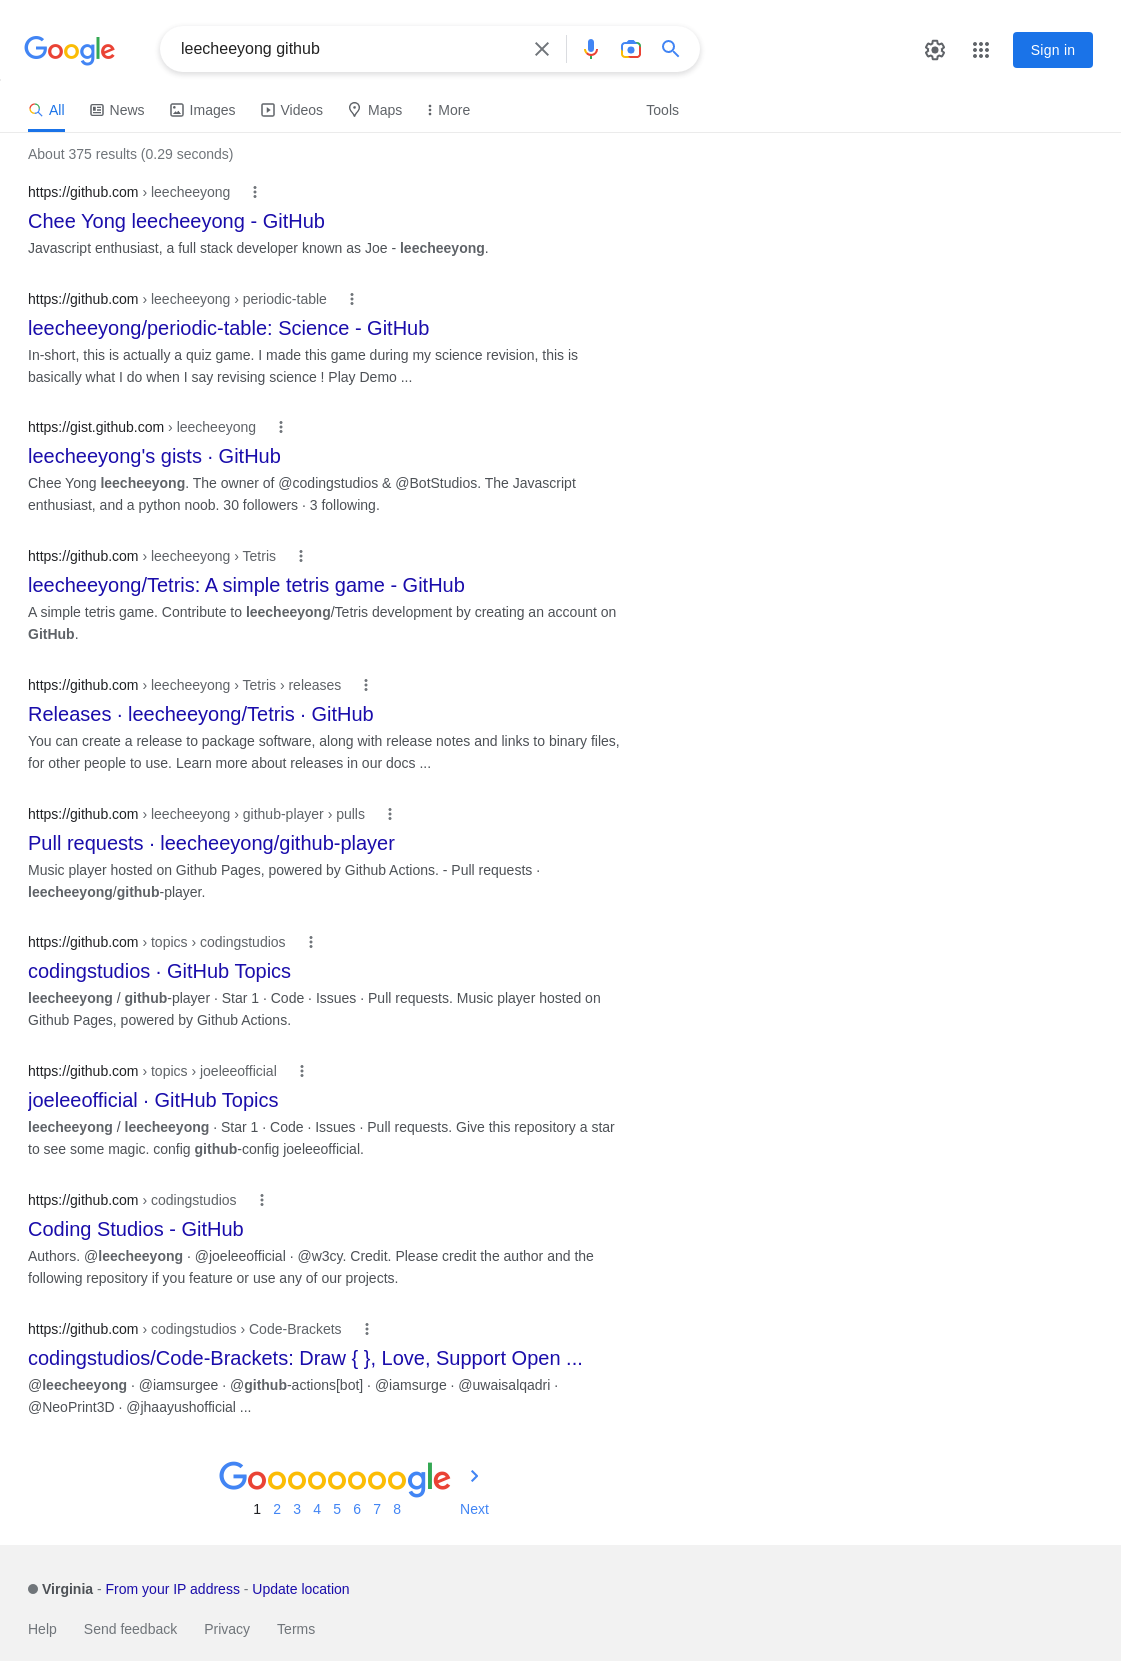 Google
leecheeyong github
Sign in
All News Images Videos Maps More Tools
About 375 results (0.29 seconds)
https://github.com › leecheeyong
Chee Yong leecheeyong - GitHub
Javascript enthusiast, a full stack developer known as Joe - leecheeyong.
https://github.com › leecheeyong › periodic-table
leecheeyong/periodic-table: Science - GitHub
In-short, this is actually a quiz game. I made this game during my science revision, this is
basically what I do when I say revising science ! Play Demo ...
https://gist.github.com › leecheeyong
leecheeyong's gists · GitHub
Chee Yong leecheeyong. The owner of @codingstudios & @BotStudios. The Javascript
enthusiast, and a python noob. 30 followers · 3 following.
https://github.com › leecheeyong › Tetris
leecheeyong/Tetris: A simple tetris game - GitHub
A simple tetris game. Contribute to leecheeyong/Tetris development by creating an account on
GitHub.
https://github.com › leecheeyong › Tetris › releases
Releases · leecheeyong/Tetris · GitHub
You can create a release to package software, along with release notes and links to binary files,
for other people to use. Learn more about releases in our docs ...
https://github.com › leecheeyong › github-player › pulls
Pull requests · leecheeyong/github-player
Music player hosted on Github Pages, powered by Github Actions. - Pull requests ·
leecheeyong/github-player.
https://github.com › topics › codingstudios
codingstudios · GitHub Topics
leecheeyong / github-player · Star 1 · Code · Issues · Pull requests. Music player hosted on
Github Pages, powered by Github Actions.
https://github.com › topics › joeleeofficial
joeleeofficial · GitHub Topics
leecheeyong / leecheeyong · Star 1 · Code · Issues · Pull requests. Give this repository a star
to see some magic. config github-config joeleeofficial.
https://github.com › codingstudios
Coding Studios - GitHub
Authors. @leecheeyong · @joeleeofficial · @w3cy. Credit. Please credit the author and the
following repository if you feature or use any of our projects.
https://github.com › codingstudios › Code-Brackets
codingstudios/Code-Brackets: Draw { }, Love, Support Open ...
@leecheeyong · @iamsurgee · @github-actions[bot] · @iamsurge · @uwaisalqadri ·
@NeoPrint3D · @jhaayushofficial ...
Goooooooogle
1 2 3 4 5 6 7 8 Next
Virginia - From your IP address - Update location
Help Send feedback Privacy Terms